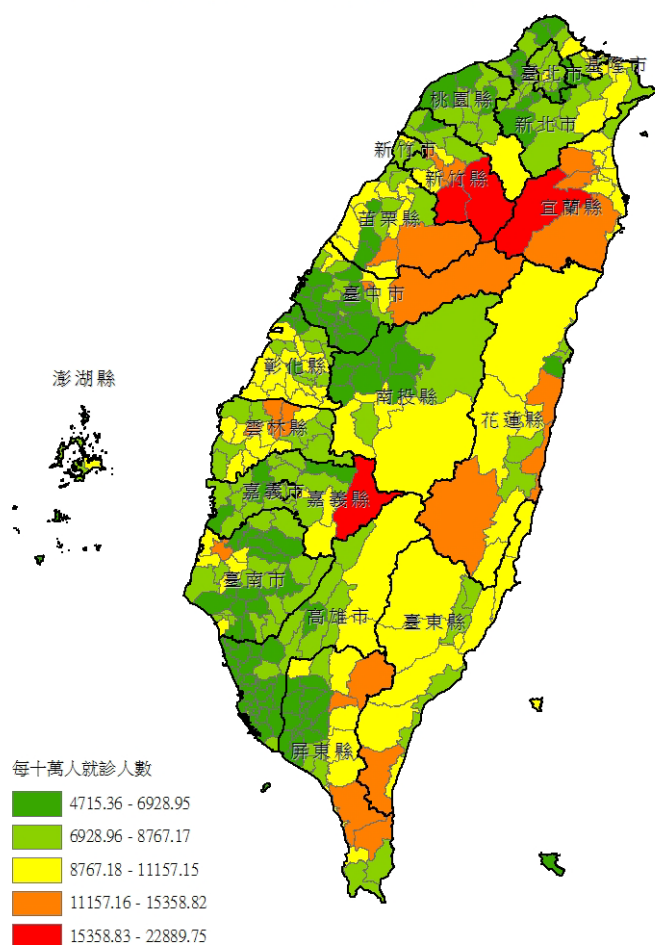 臺北市
基隆市
桃園縣
新北市
新竹市
新竹縣
宜蘭縣
苗栗縣
臺中市
彰化縣
澎湖縣
南投縣
花蓮縣
雲林縣
嘉義市
嘉義縣
臺南市
高雄市
臺東縣
屏東縣
每十萬人就診人數
4715.36 - 6928.95
6928.96 - 8767.17
8767.18 - 11157.15
11157.16 - 15358.82
15358.83 - 22889.75